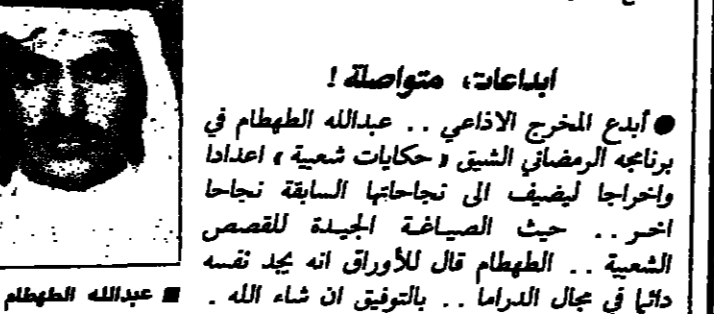 ابداعات، متواصلة !
● أبدع المخرج الاذاعي . . عبدالله الطهطام في
برنامجه الرمضاني الشيق « حكايات شعبية » اعدادا
واخراجا ليضيف الى نجاحاتها السابقة نجاحا
اخر . . حيث الصياغة الجيدة للقصص
الشعبية . . الطهطام قال للأوراق انه يجد نفسه
دائما في مجال الدراما . . بالتوفيق ان شاء الله .
■ عبدالله الطهطام